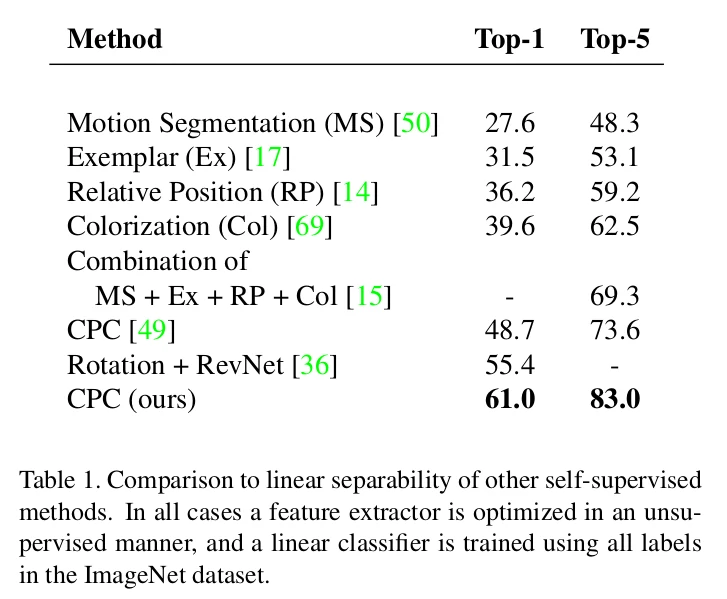 Method Top-1 Top-5
Motion Segmentation (MS) [50] 27.6 48.3
Exemplar (Ex) [17] 31.5 53.1
Relative Position (RP) [14] 36.2 59.2
Colorization (Col) [69] 39.6 62.5
Combination of
MS + Ex + RP + Col [15] - 69.3
CPC [49] 48.7 73.6
Rotation + RevNet [36] 55.4 -
CPC (ours) 61.0 83.0
Table 1. Comparison to linear separability of other self-supervised
methods. In all cases a feature extractor is optimized in an unsu-
pervised manner, and a linear classifier is trained using all labels
in the ImageNet dataset.